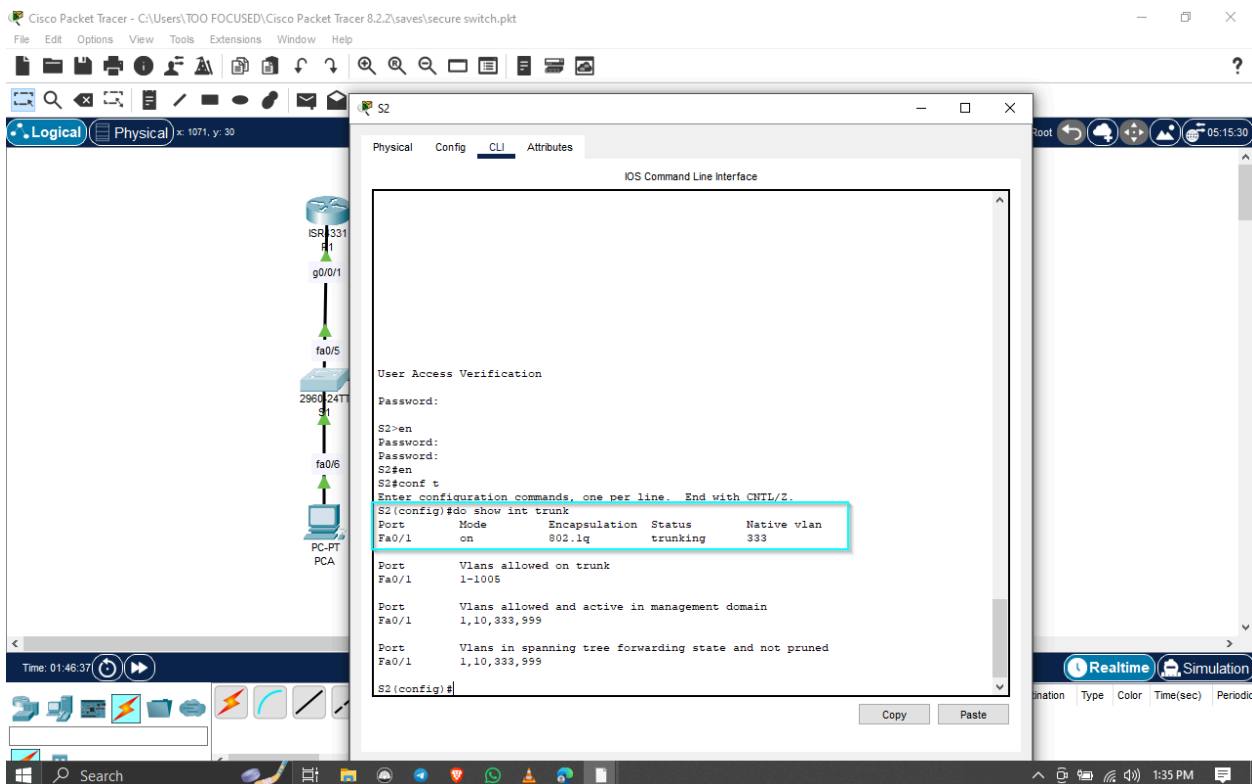 Cisco Packet Tracer - C:\Users\TOO FOCUSED\Cisco Packet Tracer 8.2.2\saves\secure switch.pkt
File Edit Options View Tools Extensions Window Help
?
Logical Physical x: 1071, y: 30
Root 05:15:30
ISR4331
R1
g0/0/1
fa0/5
2960-24TT
S1
fa0/6
PC-PT
PCA
S2
Physical Config CLI Attributes
IOS Command Line Interface
User Access Verification
Password:
S2>en
Password:
Password:
S2#en
S2#conf t
Enter configuration commands, one per line. End with CNTL/Z.
S2(config)#do show int trunk
Port Mode Encapsulation Status Native vlan
Fa0/1 on 802.1q trunking 333
Port Vlans allowed on trunk
Fa0/1 1-1005
Port Vlans allowed and active in management domain
Fa0/1 1,10,333,999
Port Vlans in spanning tree forwarding state and not pruned
Fa0/1 1,10,333,999
S2(config)#
Copy Paste
Time: 01:46:37
Realtime Simulation
ination Type Color Time(sec) Periodic
Search
1:35 PM